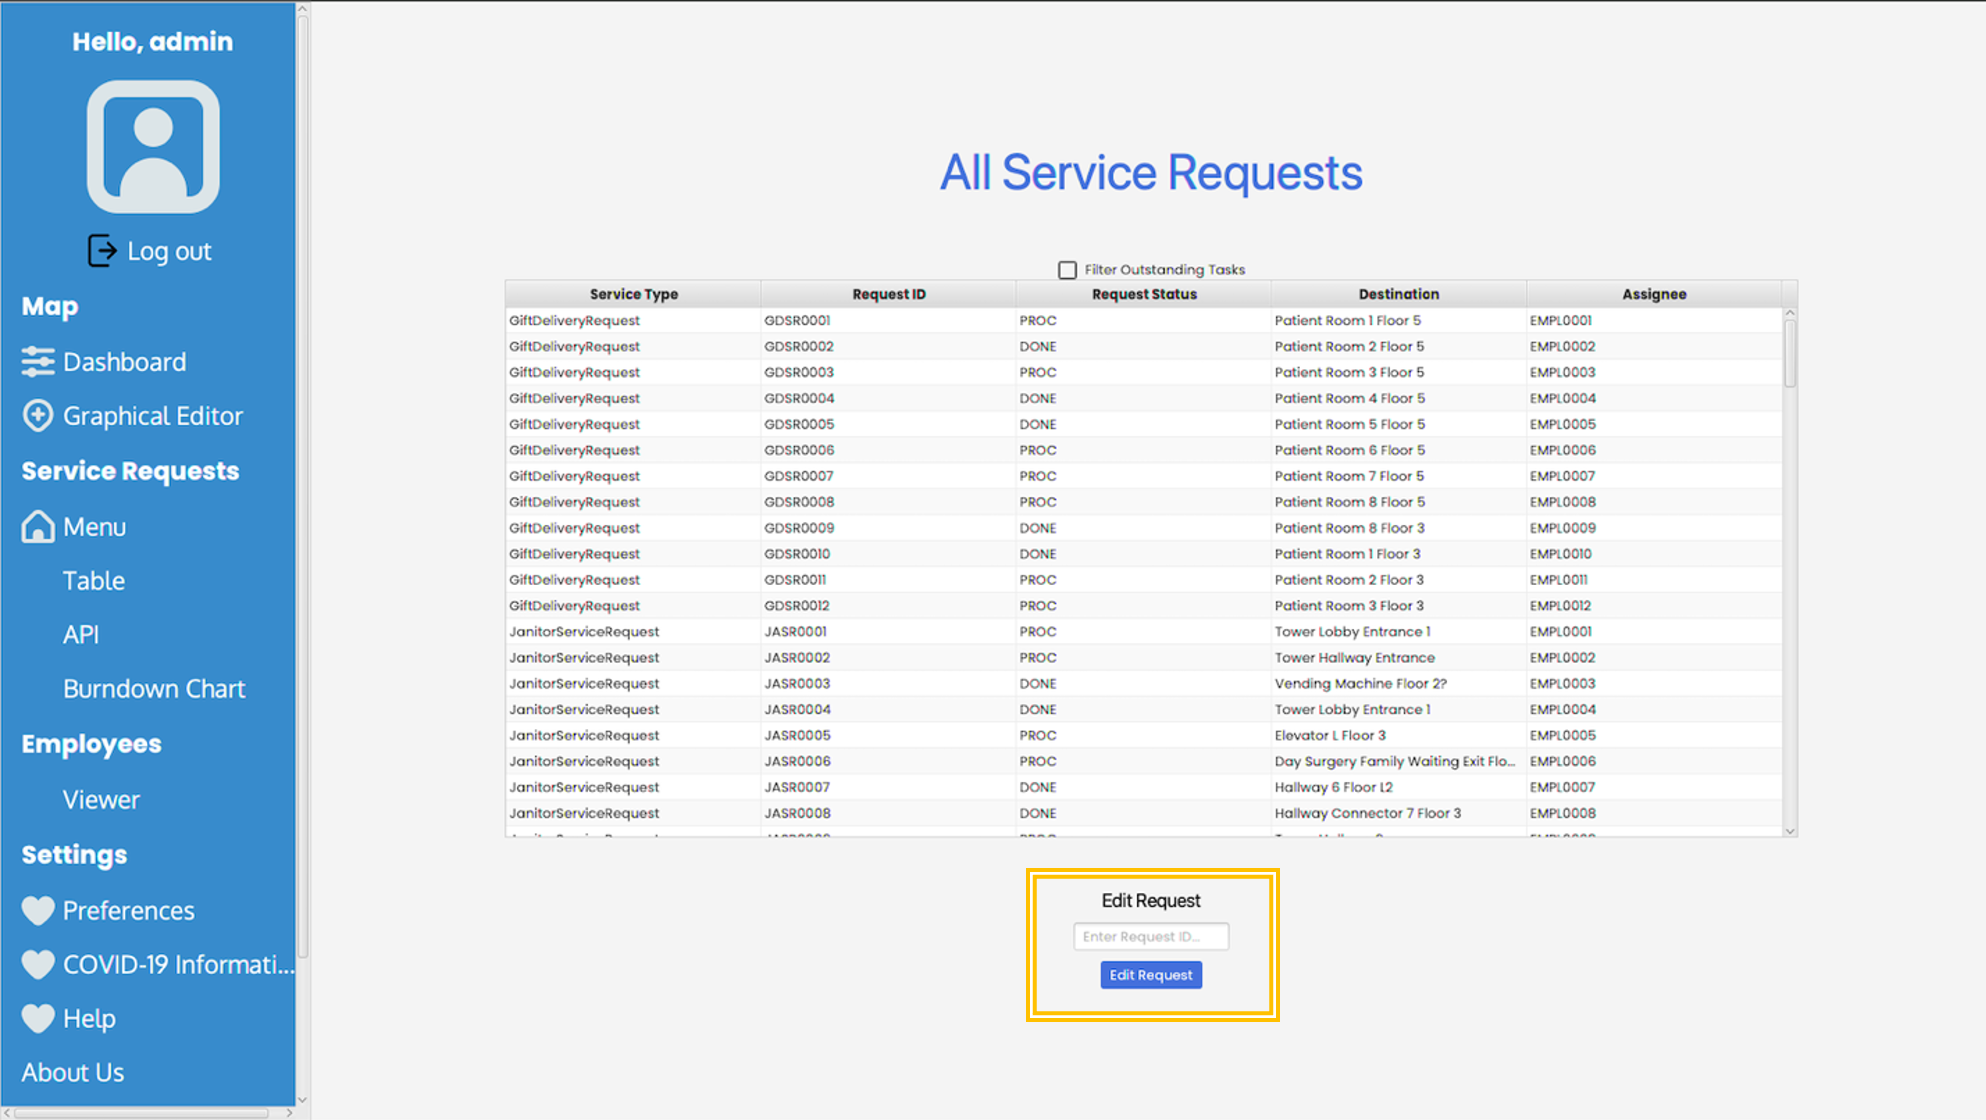 Hello, admin
Log out
Map
Dashboard
Graphical Editor
Service Requests
Menu
Table
API
Burndown Chart
Employees
Viewer
Settings
Preferences
COVID-19 Informati...
Help
About Us
All Service Requests
Filter Outstanding Tasks
Service Type Request ID Request Status Destination Assignee
GiftDeliveryRequest GDSR0001 PROC Patient Room 1 Floor 5 EMPL0001
GiftDeliveryRequest GDSR0002 DONE Patient Room 2 Floor 5 EMPL0002
GiftDeliveryRequest GDSR0003 PROC Patient Room 3 Floor 5 EMPL0003
GiftDeliveryRequest GDSR0004 DONE Patient Room 4 Floor 5 EMPL0004
GiftDeliveryRequest GDSR0005 DONE Patient Room 5 Floor 5 EMPL0005
GiftDeliveryRequest GDSR0006 PROC Patient Room 6 Floor 5 EMPL0006
GiftDeliveryRequest GDSR0007 PROC Patient Room 7 Floor 5 EMPL0007
GiftDeliveryRequest GDSR0008 PROC Patient Room 8 Floor 5 EMPL0008
GiftDeliveryRequest GDSR0009 DONE Patient Room 8 Floor 3 EMPL0009
GiftDeliveryRequest GDSR0010 DONE Patient Room 1 Floor 3 EMPL0010
GiftDeliveryRequest GDSR0011 PROC Patient Room 2 Floor 3 EMPL0011
GiftDeliveryRequest GDSR0012 PROC Patient Room 3 Floor 3 EMPL0012
JanitorServiceRequest JASR0001 PROC Tower Lobby Entrance 1 EMPL0001
JanitorServiceRequest JASR0002 PROC Tower Hallway Entrance EMPL0002
JanitorServiceRequest JASR0003 DONE Vending Machine Floor 2? EMPL0003
JanitorServiceRequest JASR0004 DONE Tower Lobby Entrance 1 EMPL0004
JanitorServiceRequest JASR0005 PROC Elevator L Floor 3 EMPL0005
JanitorServiceRequest JASR0006 PROC Day Surgery Family Waiting Exit Flo... EMPL0006
JanitorServiceRequest JASR0007 DONE Hallway 6 Floor L2 EMPL0007
JanitorServiceRequest JASR0008 DONE Hallway Connector 7 Floor 3 EMPL0008
Edit Request
Enter Request ID...
Edit Request